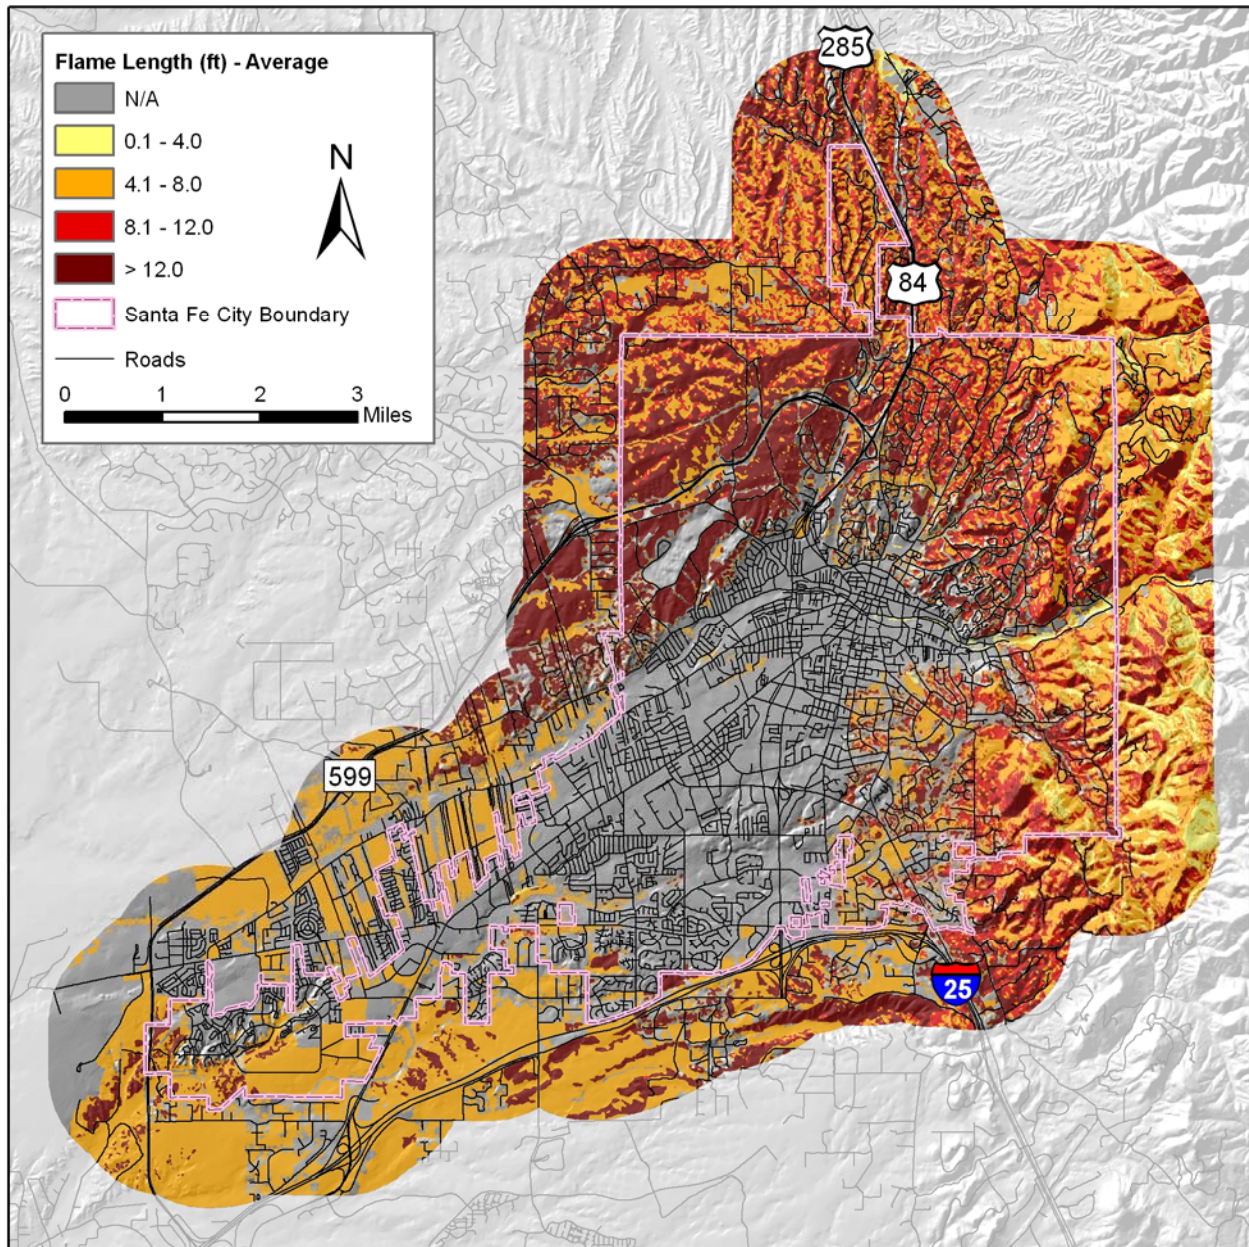 Flame Length (ft) - Average
N/A
0.1 - 4.0
4.1 - 8.0
8.1 - 12.0
> 12.0
Santa Fe City Boundary
Roads
N
0 1 2 3
Miles
285
84
599
25